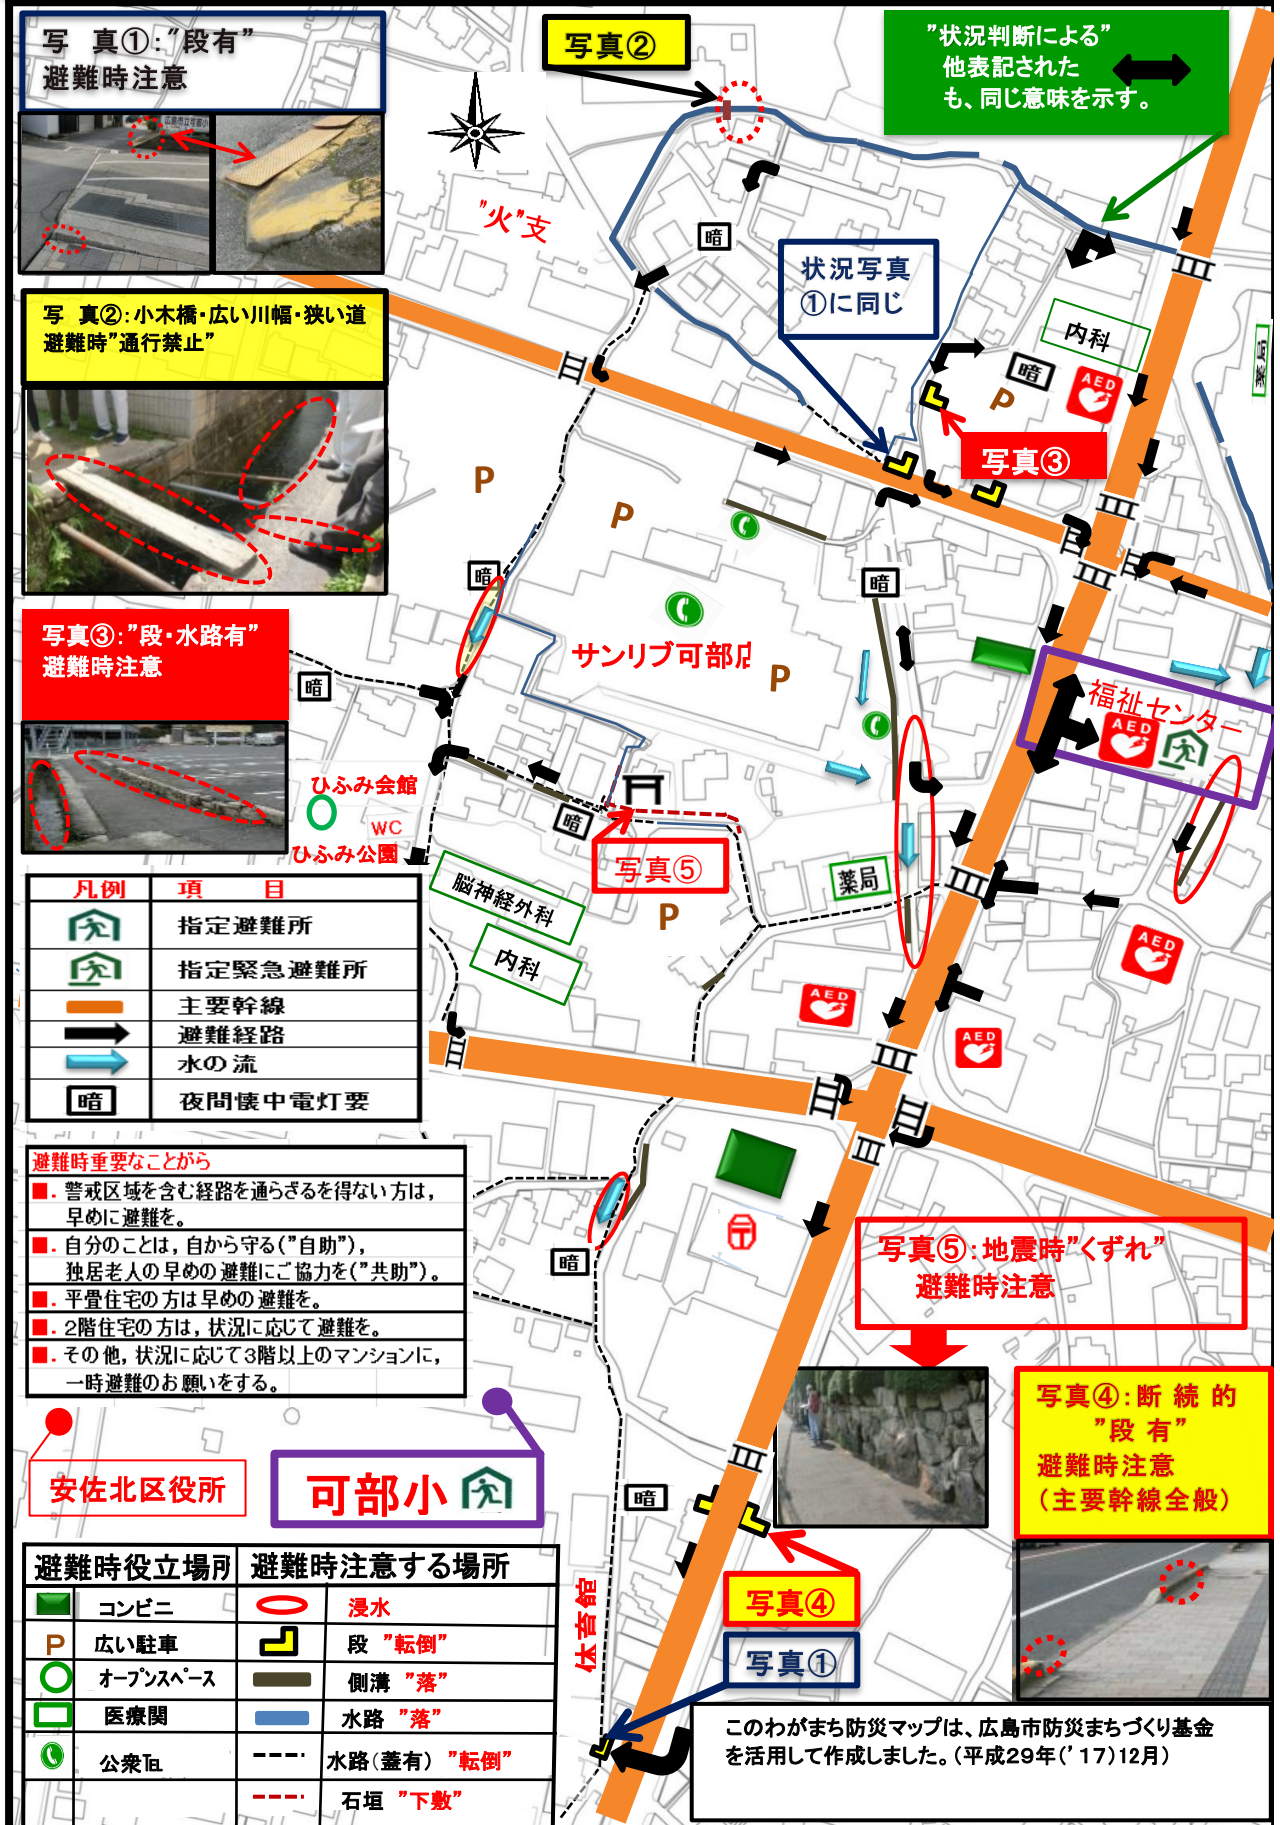 写 真①:"段有"
避難時注意
写真②
"状況判断による"
他表記された
も、同じ意味を示す。
"火"支
暗
状況写真
①に同じ
写 真②:小木橋・広い川幅・狭い道
避難時"通行禁止"
内科
薬局
暗
AED
P
写真③
P
P
暗
暗
写真③:"段・水路有"
避難時注意
サンリブ可部店
P
暗
福祉センター
AED
ひふみ会館
WC
ひふみ公園
暗
写真⑤
薬局
脳神経外科
P
内科
AED
AED
AED
凡例 項 目
指定避難所
指定緊急避難所
主要幹線
避難経路
水の流
暗 夜間懐中電灯要
避難時重要なことがら
■. 警戒区域を含む経路を通らざるを得ない方は,
早めに避難を。
■. 自分のことは,自から守る("自助"),
独居老人の早めの避難にご協力を("共助")。
■. 平畳住宅の方は早めの避難を。
■. 2階住宅の方は,状況に応じて避難を。
■. その他,状況に応じて3階以上のマンションに,
一時避難のお願いをする。
暗
写真⑤:地震時"くずれ"
避難時注意
写真④:断 続 的
"段 有"
避難時注意
(主要幹線全般)
安佐北区役所
可部小
暗
写真④
写真①
体育館
避難時役立場所 避難時注意する場所
コンビニ 浸水
P 広い駐車 段 "転倒"
オープンスペース 側溝 "落"
医療関 水路 "落"
公衆℡ 水路(蓋有) "転倒"
石垣 "下敷"
このわがまち防災マップは、広島市防災まちづくり基金
を活用して作成しました。(平成29年('17)12月)